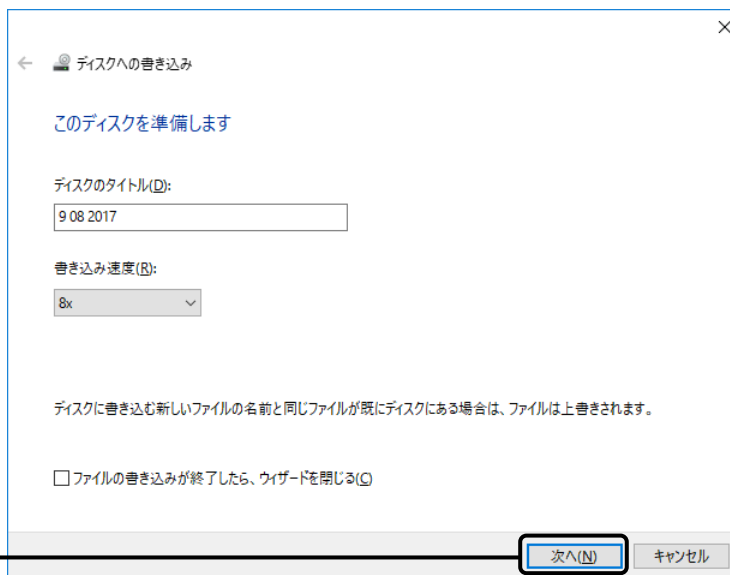 ディスクへの書き込み
このディスクを準備します
ディスクのタイトル(D):
9 08 2017
書き込み速度(R):
8x
ディスクに書き込む新しいファイルの名前と同じファイルが既にディスクにある場合は、ファイルは上書きされます。
ファイルの書き込みが終了したら、ウィザードを閉じる(C)
次へ(N) キャンセル